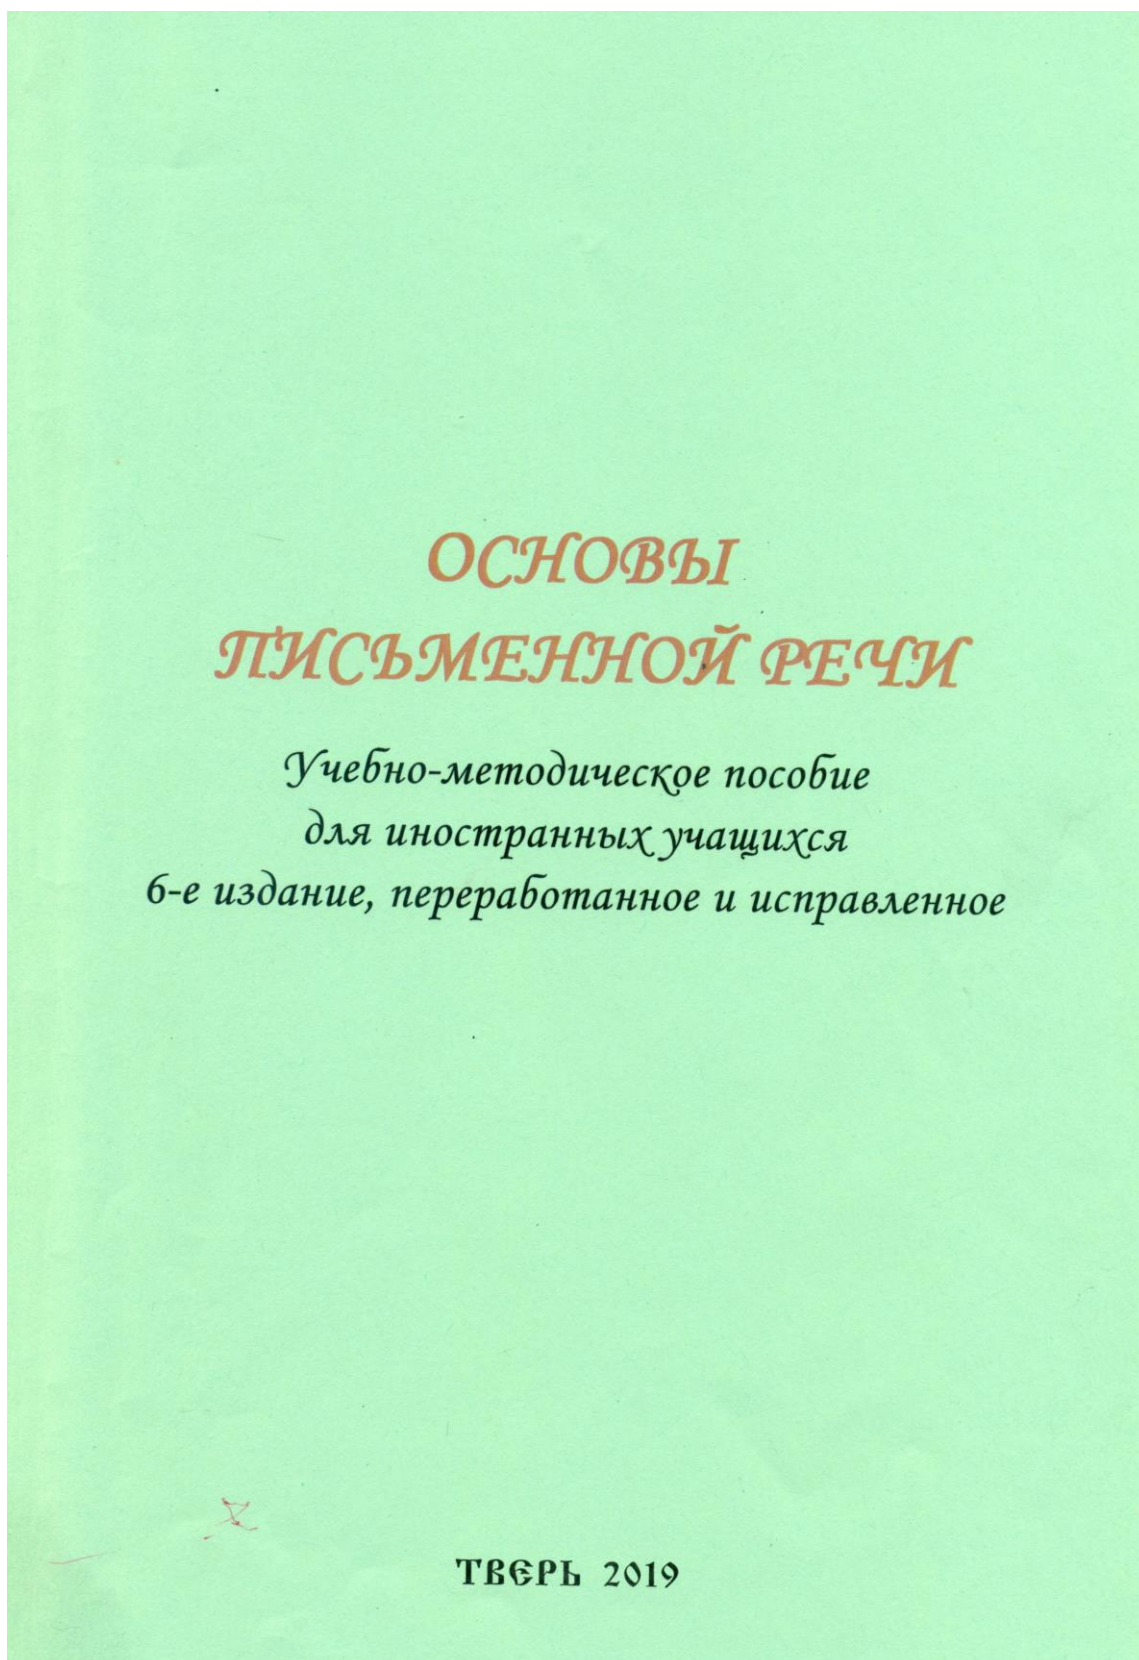 ОСНОВЫ
ПИСЬМЕННОЙ РЕЧИ
Учебно-методическое пособие
для иностранных учащихся
6-е издание, переработанное и исправленное
ТВЕРЬ 2019